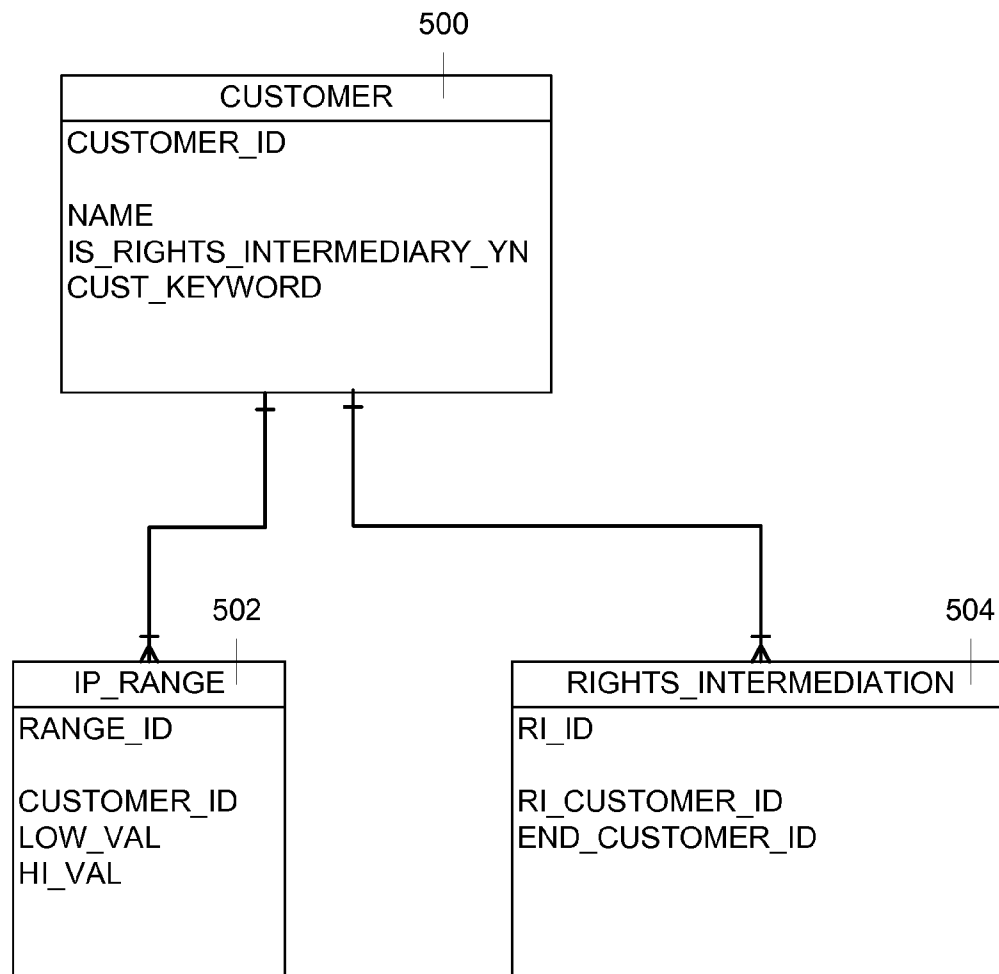 500
CUSTOMER
CUSTOMER_ID
NAME
IS_RIGHTS_INTERMEDIARY_YN
CUST_KEYWORD
502
IP_RANGE
RANGE_ID
CUSTOMER_ID
LOW_VAL
HI_VAL
504
RIGHTS_INTERMEDIATION
RI_ID
RI_CUSTOMER_ID
END_CUSTOMER_ID